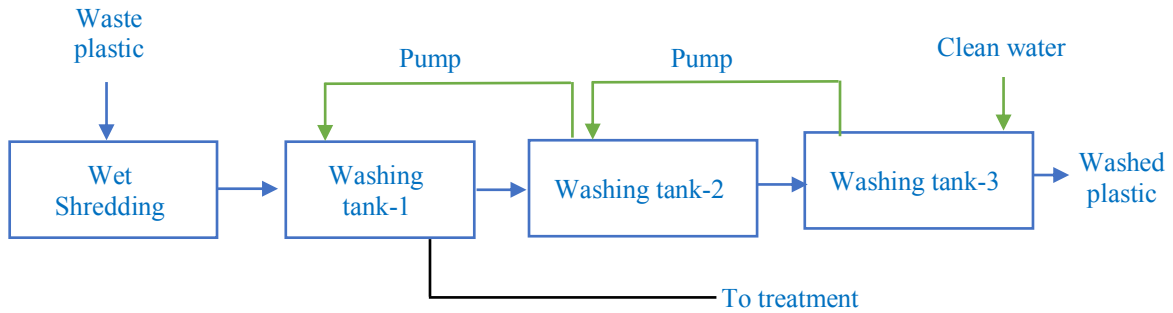 Waste
plastic
Pump
Pump
Clean water
Wet
Shredding
Washing
tank-1
Washing tank-2
Washing tank-3
Washed
plastic
To treatment